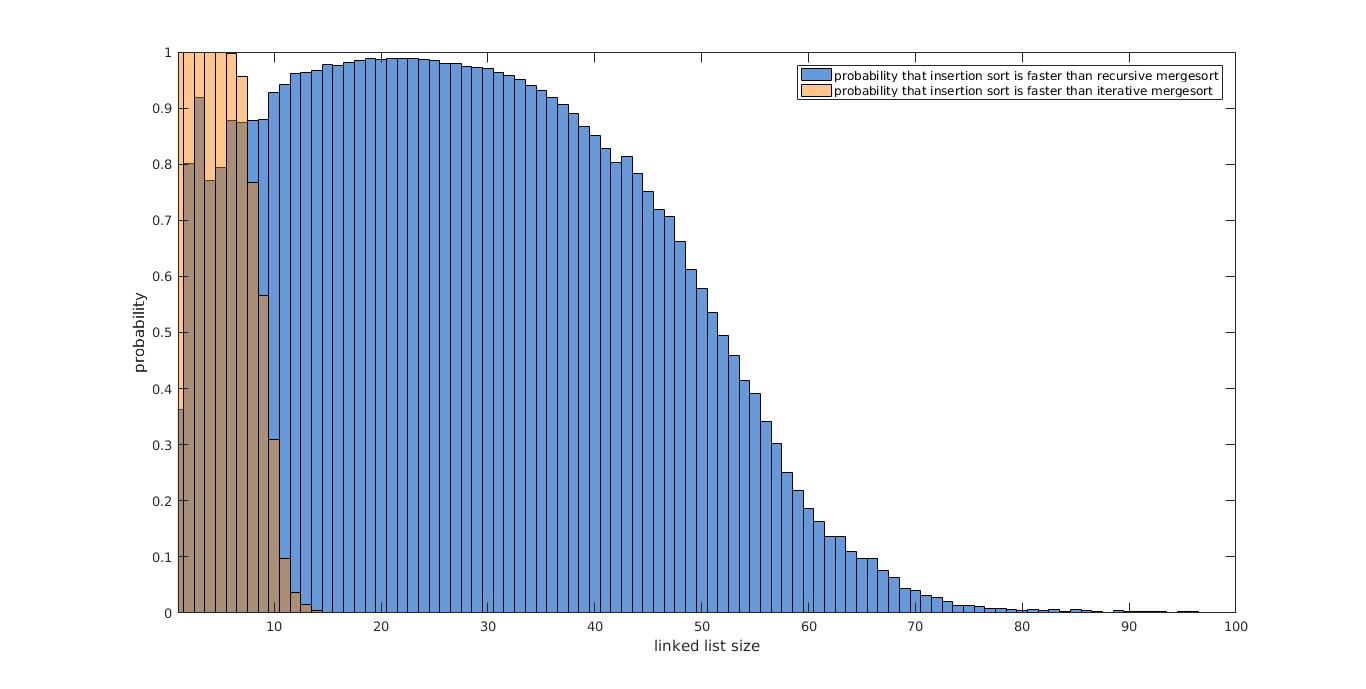 probability that insertion sort is faster than recursive mergesort
probability that insertion sort is faster than iterative mergesort
1
0.9
0.8
0.7
0.6
0.5
0.4
0.3
0.2
0.1
0
probability
10 20 30 40 50 60 70 80 90 100
linked list size